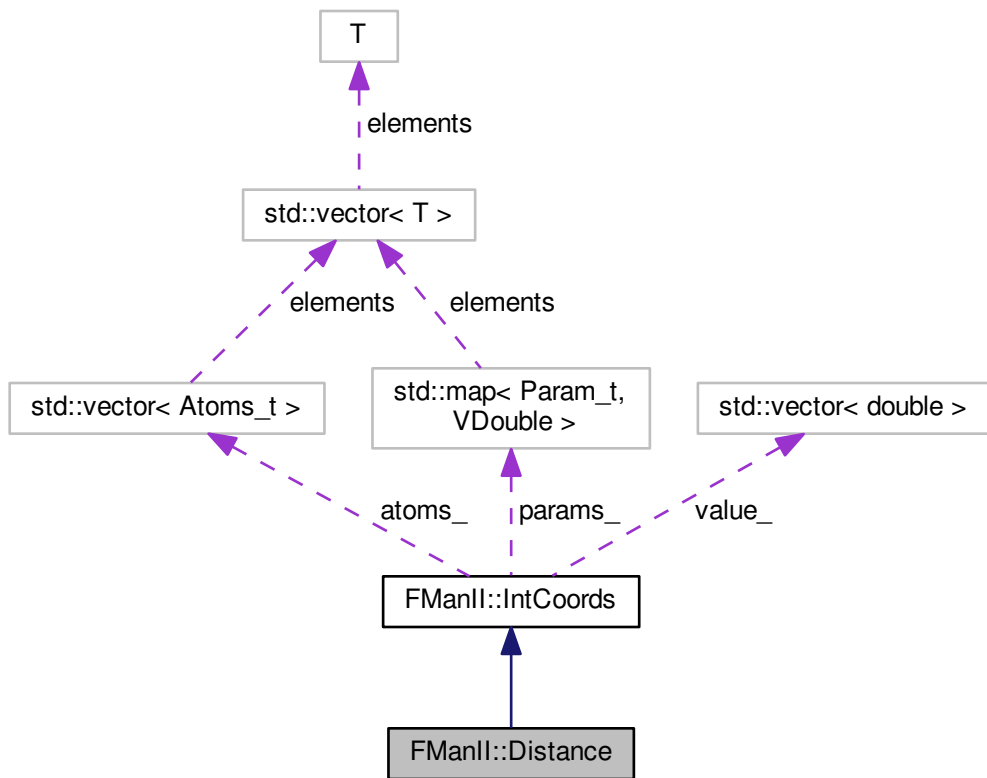 T
elements
std::vector< T >
elements
elements
std::vector< Atoms_t >
std::map< Param_t,
VDouble >
std::vector< double >
atoms_
params_
value_
FManII::IntCoords
FManII::Distance